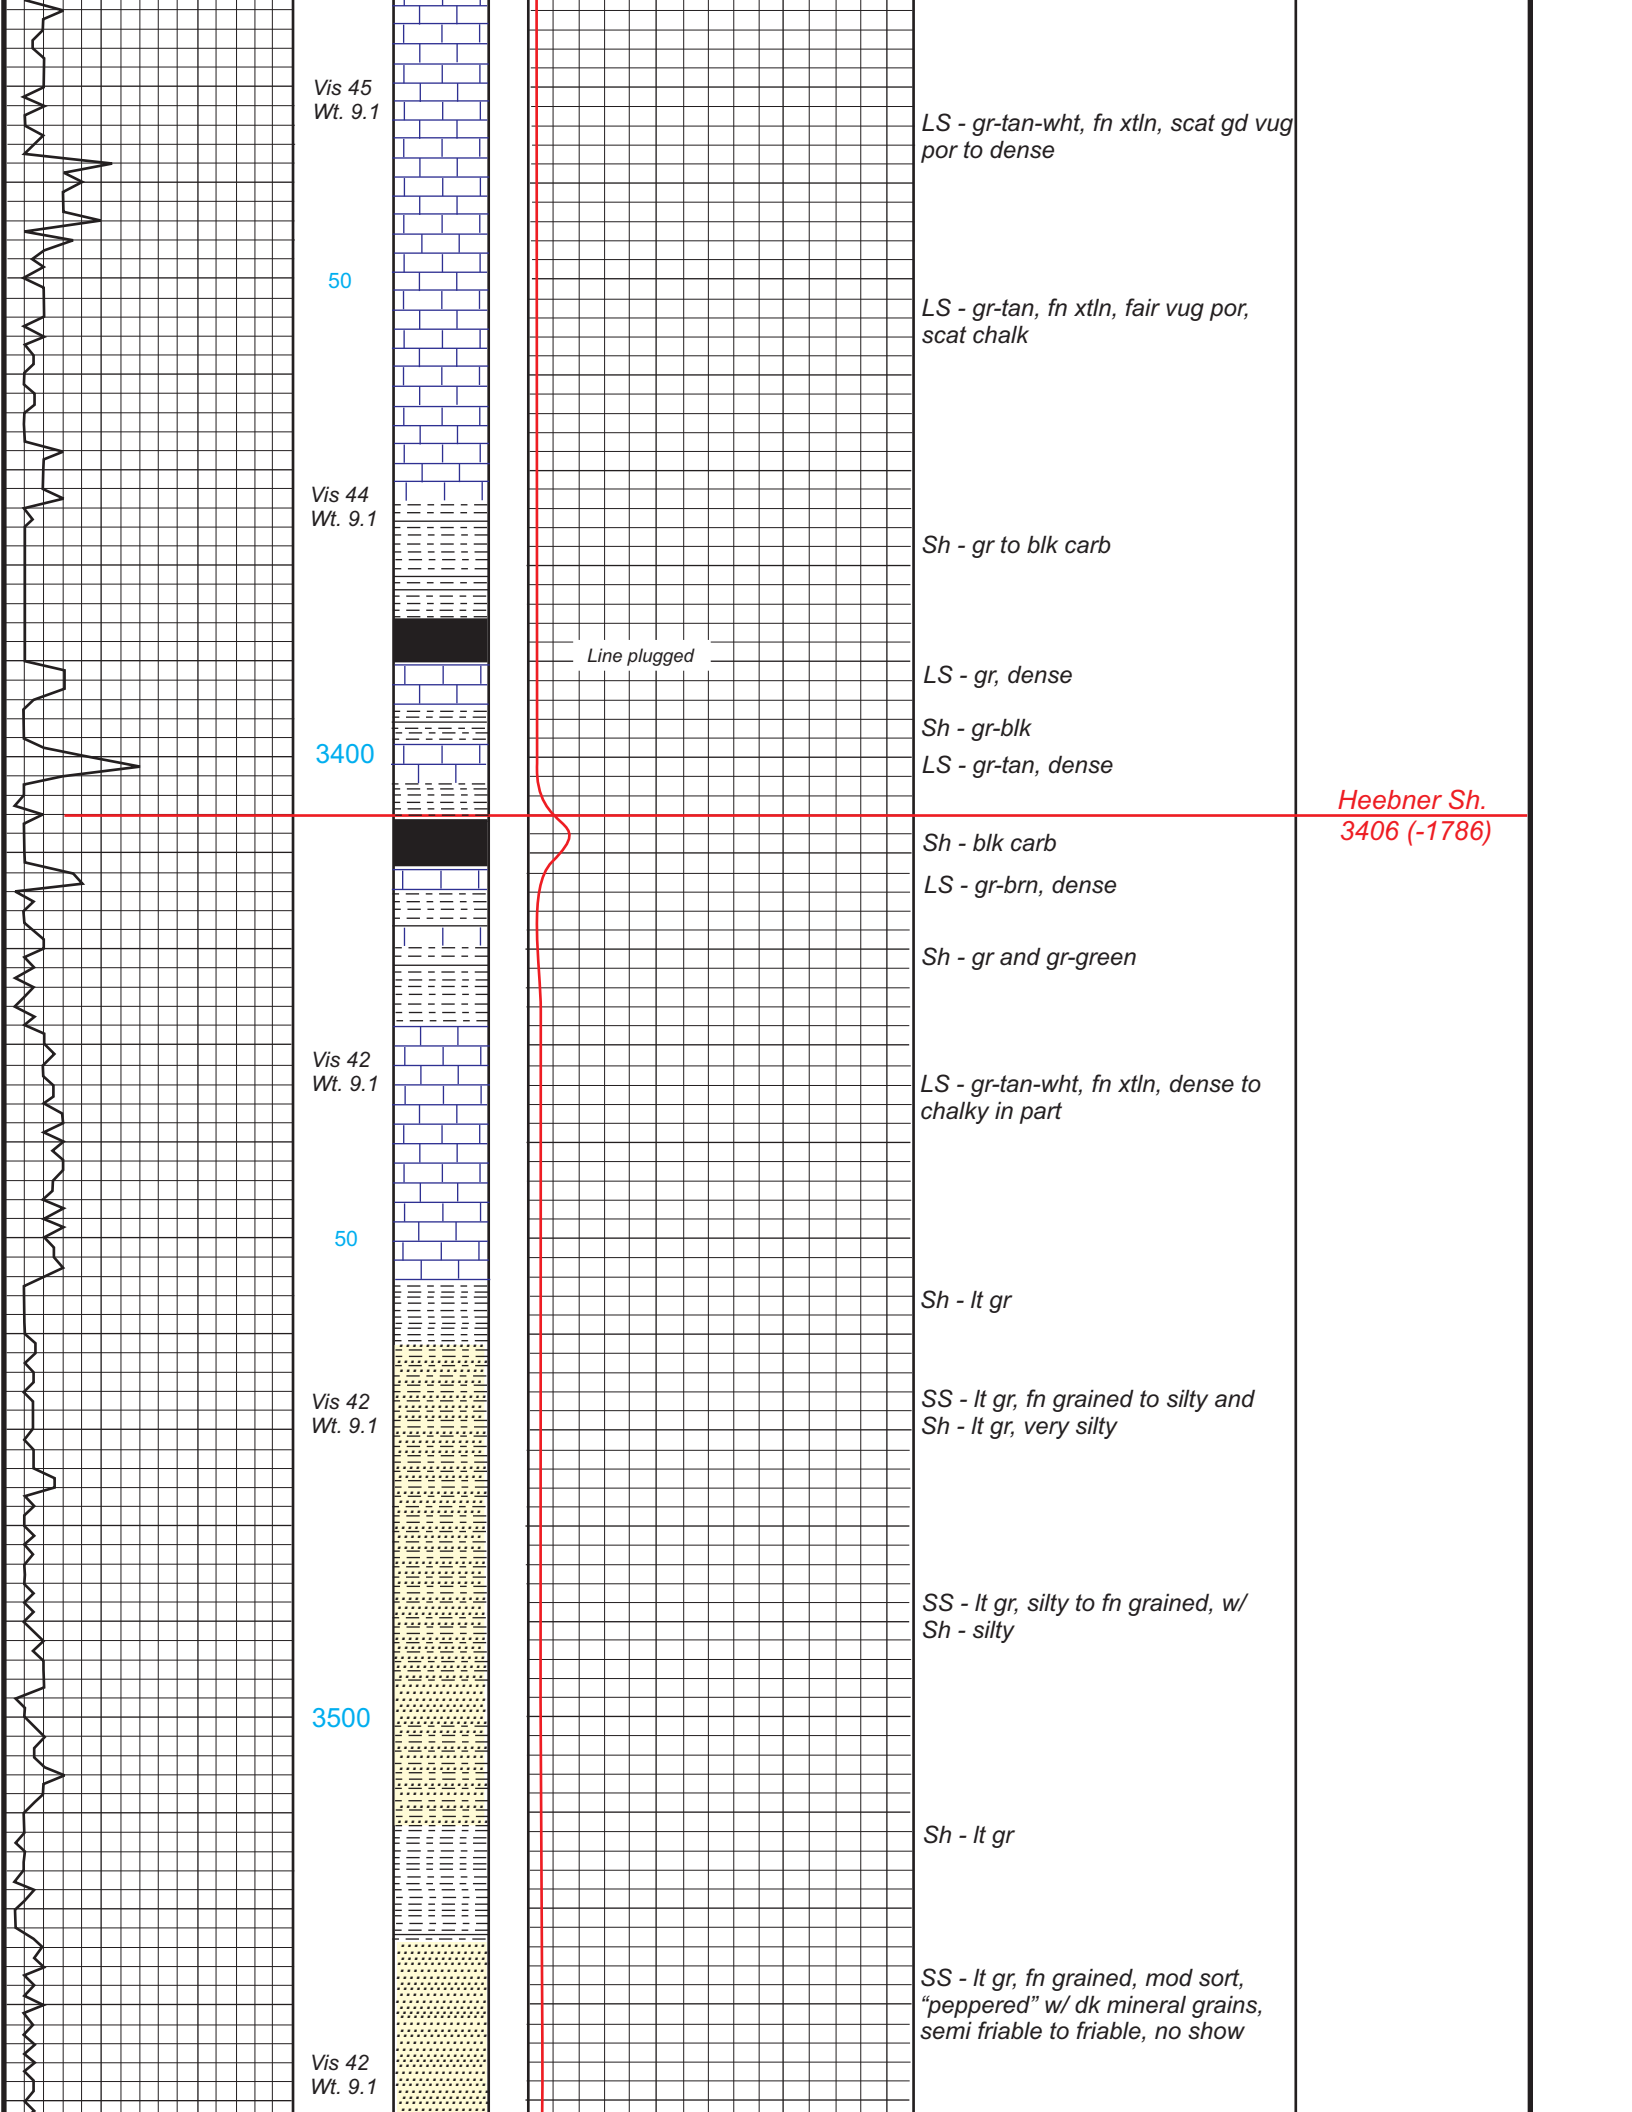 Vis 45
Wt. 9.1
LS - gr-tan-wht, fn xtln, scat gd vug
por to dense
50
LS - gr-tan, fn xtln, fair vug por,
scat chalk
Vis 44
Wt. 9.1
Sh - gr to blk carb
Line plugged
LS - gr, dense
Sh - gr-blk
3400
LS - gr-tan, dense
Heebner Sh.
3406 (-1786)
Sh - blk carb
LS - gr-brn, dense
Sh - gr and gr-green
Vis 42
Wt. 9.1
LS - gr-tan-wht, fn xtln, dense to
chalky in part
50
Sh - lt gr
Vis 42
Wt. 9.1
SS - lt gr, fn grained to silty and
Sh - lt gr, very silty
SS - lt gr, silty to fn grained, w/
Sh - silty
3500
Sh - lt gr
SS - lt gr, fn grained, mod sort,
“peppered” w/ dk mineral grains,
semi friable to friable, no show
Vis 42
Wt. 9.1